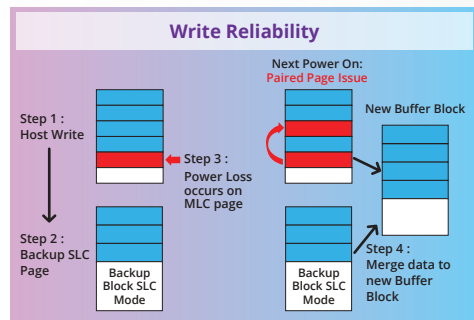 Write Reliability
Next Power On:
Paired Page Issue
New Buffer Block
Step 1 :
Host Write
Step 3 :
Power Loss
occurs on
MLC page
Step 2 :
Backup SLC
Page
Backup
Block SLC
Mode
Backup
Block SLC
Mode
Step 4 :
Merge data to
new Buffer
Block